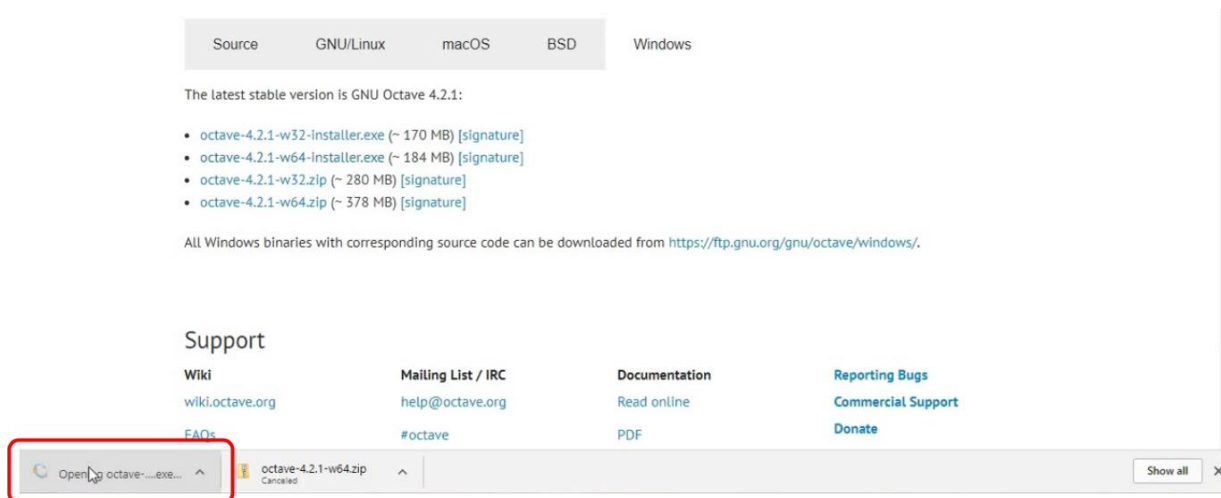 Source GNU/Linux macOS BSD Windows
The latest stable version is GNU Octave 4.2.1:
• octave-4.2.1-w32-installer.exe (~ 170 MB) [signature]
• octave-4.2.1-w64-installer.exe (~ 184 MB) [signature]
• octave-4.2.1-w32.zip (~ 280 MB) [signature]
• octave-4.2.1-w64.zip (~ 378 MB) [signature]
All Windows binaries with corresponding source code can be downloaded from https://ftp.gnu.org/gnu/octave/windows/.
Support
Wiki Mailing List / IRC Documentation Reporting Bugs
wiki.octave.org help@octave.org Read online Commercial Support
FAQs #octave PDF Donate
Opening octave-....exe... octave-4.2.1-w64.zip Show all
Canceled